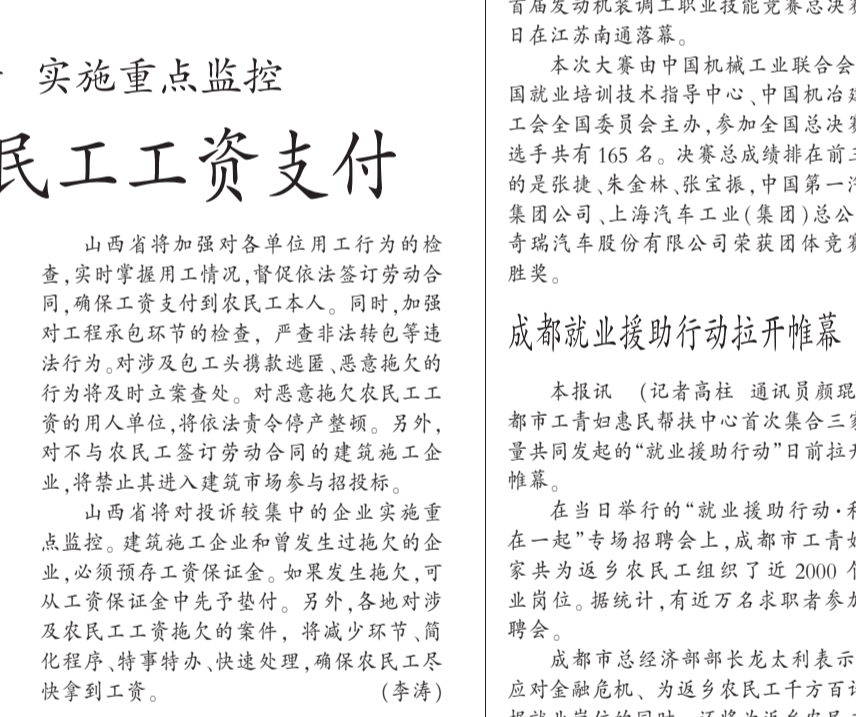 实施重点监控
民工工资支付
山西省将加强对各单位用工行为的检
查,实时掌握用工情况,督促依法签订劳动合
同,确保工资支付到农民工本人。同时,加强
对工程承包环节的检查，严查非法转包等违
法行为。对涉及包工头携款逃匿、恶意拖欠的
行为将及时立案查处。对恶意拖欠农民工工
资的用人单位,将依法责令停产整顿。另外,
对不与农民工签订劳动合同的建筑施工企
业,将禁止其进入建筑市场参与招投标。
山西省将对投诉较集中的企业实施重
点监控。建筑施工企业和曾发生过拖欠的企
业,必须预存工资保证金。如果发生拖欠,可
从工资保证金中先予垫付。另外,各地对涉
及农民工工资拖欠的案件，将减少环节、简
化程序、特事特办、快速处理,确保农民工尽
快拿到工资。 (李涛)
首届发动机装调工职业技能竞赛总决赛
日在江苏南通落幕。
本次大赛由中国机械工业联合会
国就业培训技术指导中心、中国机冶建
工会全国委员会主办,参加全国总决赛
选手共有 165 名。决赛总成绩排在前三
的是张捷、朱金林、张宝振,中国第一汽
集团公司、上海汽车工业(集团)总公
奇瑞汽车股份有限公司荣获团体竞赛
胜奖。
成都就业援助行动拉开帷幕
本报讯 (记者高柱 通讯员颜琨
都市工青妇惠民帮扶中心首次集合三家
量共同发起的“就业援助行动”日前拉开
帷幕。
在当日举行的“就业援助行动·和
在一起”专场招聘会上,成都市工青妇
家共为返乡农民工组织了近 2000 个
业岗位。据统计,有近万名求职者参加
聘会。
成都市总经济部部长龙太利表示
应对金融危机、为返乡农民工千方百计